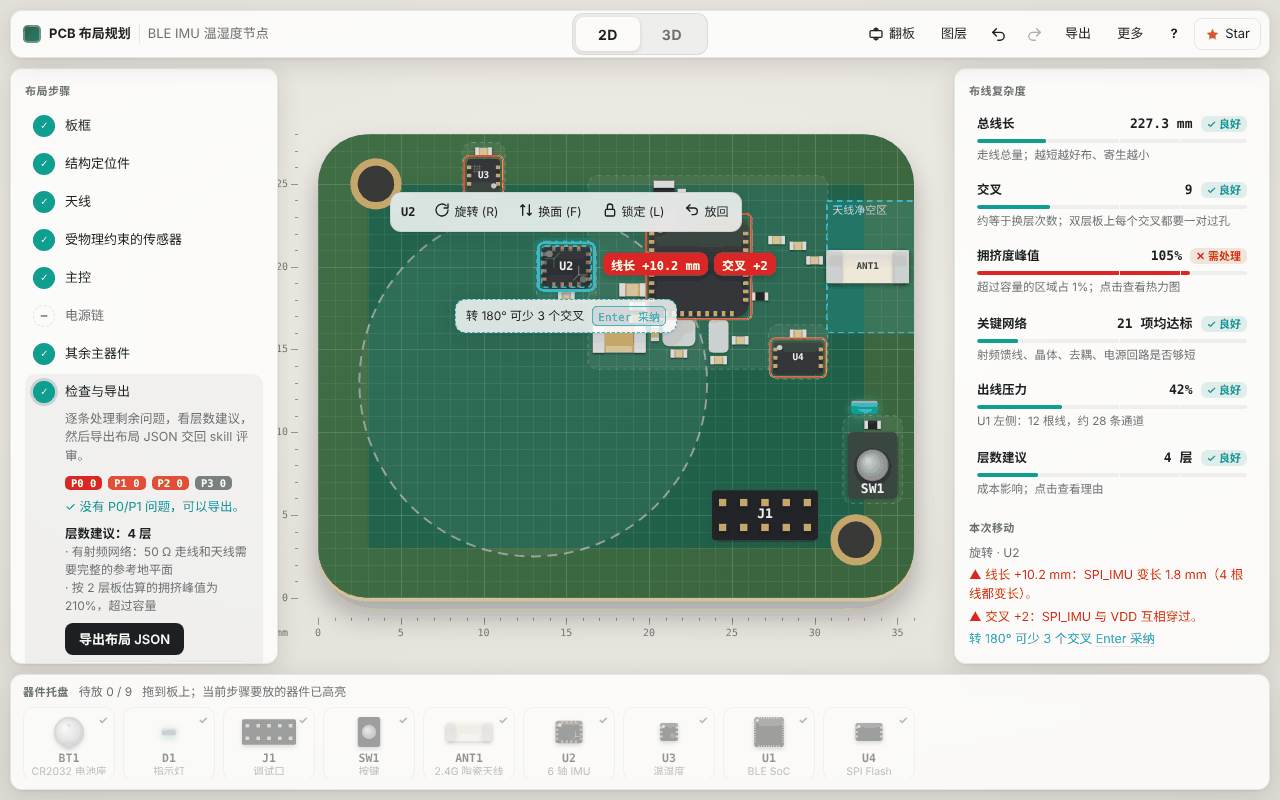 PCB 布局规划
BLE IMU 温湿度节点
2D
3D
翻板
图层
导出
更多
?
Star
布局步骤
板框
结构定位件
天线
受物理约束的传感器
主控
电源链
其余主器件
检查与导出
逐条处理剩余问题，看层数建议，
然后导出布局 JSON 交回 skill 评
审。
P0 0 P1 0 P2 0 P3 0
✓ 没有 P0/P1 问题，可以导出。
层数建议：4 层
· 有射频网络：50 Ω 走线和天线需
要完整的参考地平面
· 按 2 层板估算的拥挤峰值为
210%，超过容量
导出布局 JSON
25
20
15
10
5
0
mm
0 5 10 15 20 25 30 35
U3
U2 旋转 (R) 换面 (F) 锁定 (L) 放回
天线净空区
U2
线长 +10.2 mm
交叉 +2
ANT1
转 180° 可少 3 个交叉 Enter 采纳
U4
SW1
J1
布线复杂度
总线长 227.3 mm ✓ 良好
走线总量；越短越好布、寄生越小
交叉 9 ✓ 良好
约等于换层次数；双层板上每个交叉都要一对过孔
拥挤度峰值 105% ✕ 需处理
超过容量的区域占 1%；点击查看热力图
关键网络 21 项均达标 ✓ 良好
射频馈线、晶体、去耦、电源回路是否够短
出线压力 42% ✓ 良好
U1 左侧：12 根线，约 28 条通道
层数建议 4 层 ✓ 良好
成本影响；点击查看理由
本次移动
旋转 · U2
▲ 线长 +10.2 mm：SPI_IMU 变长 1.8 mm（4 根
线都变长）。
▲ 交叉 +2：SPI_IMU 与 VDD 互相穿过。
转 180° 可少 3 个交叉 Enter 采纳
器件托盘 待放 0 / 9 拖到板上；当前步骤要放的器件已高亮
BT1
CR2032 电池座
D1
指示灯
J1
调试口
SW1
按键
ANT1
2.4G 陶瓷天线
U2
6 轴 IMU
U3
温湿度
U1
BLE SoC
U4
SPI Flash